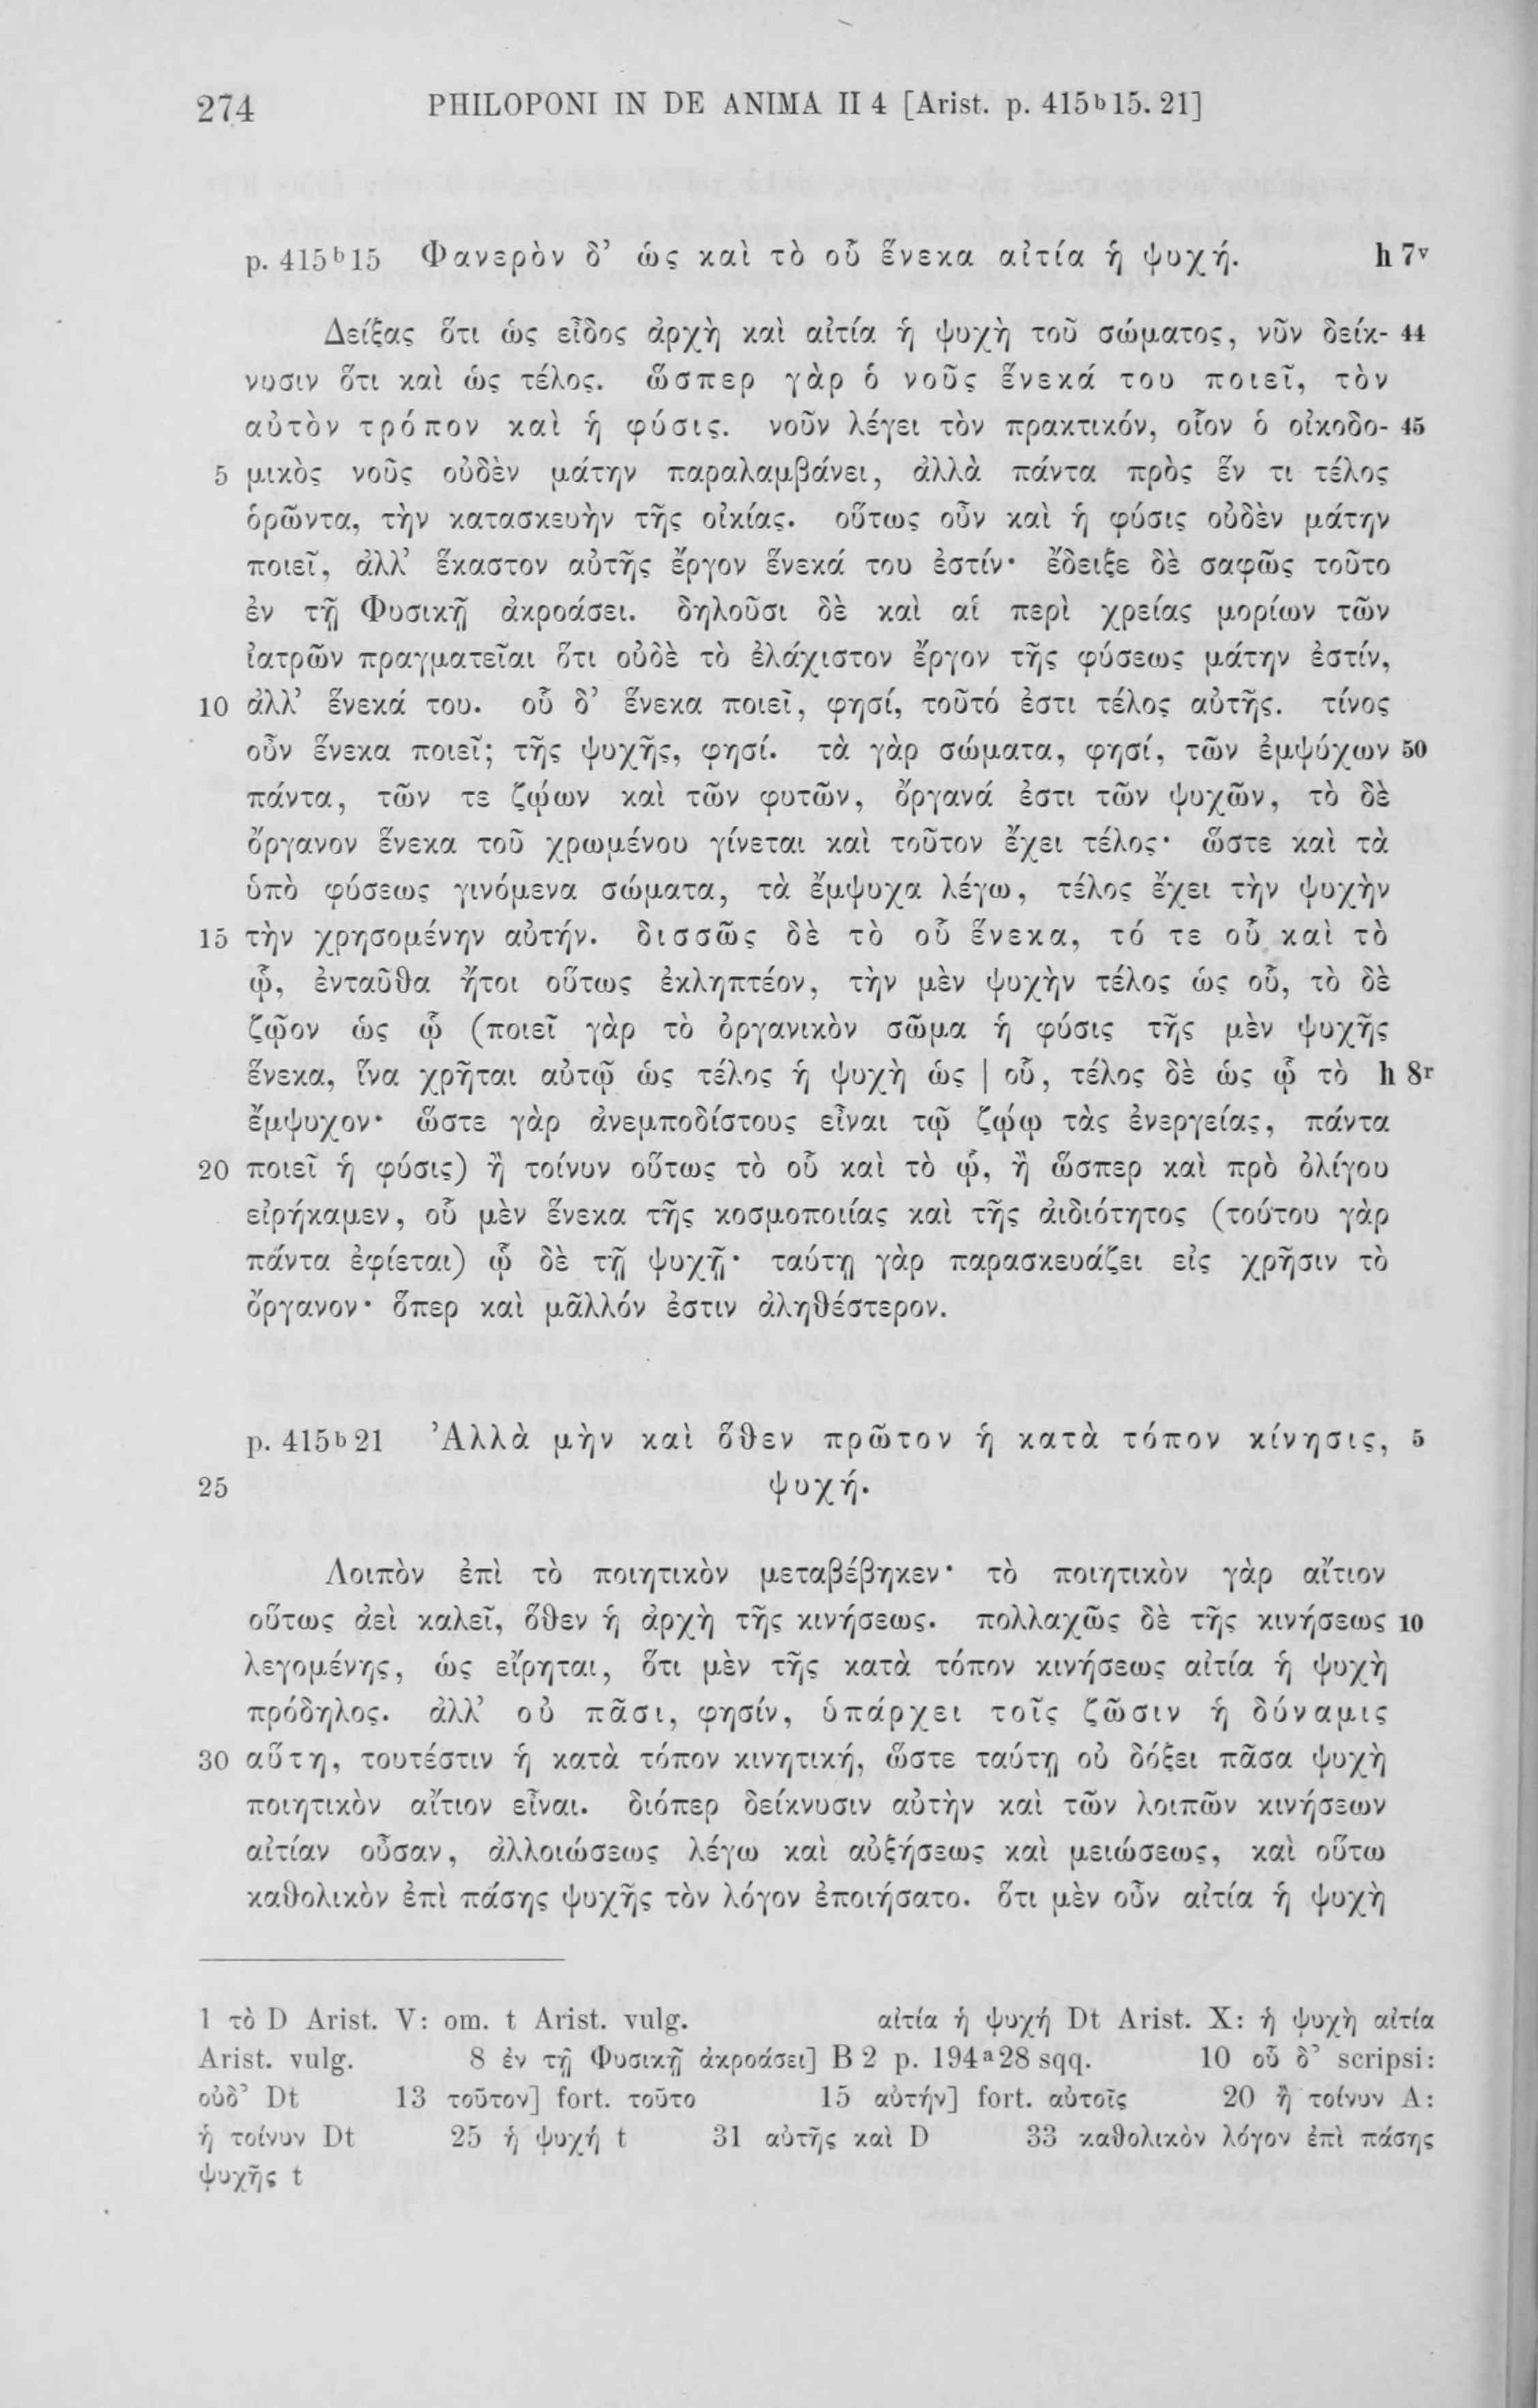 274 PHILOPONI IN DE ANIMA II 4 [Arist. p. 415ᵇ15. 21]
p. 415ᵇ15 Φανερὸν δ’ ὡς καὶ τὸ οὗ ἕνεκα αἰτία ἡ ψυχή. h 7ᵛ
Δείξας ὅτι ὡς εἶδος ἀρχὴ καὶ αἰτία ἡ ψυχὴ τοῦ σώματος, νῦν δείκ- 44
νυσιν ὅτι καὶ ὡς τέλος. ὥσπερ γὰρ ὁ νοῦς ἕνεκά του ποιεῖ, τὸν
αὐτὸν τρόπον καὶ ἡ φύσις. νοῦν λέγει τὸν πρακτικόν, οἷον ὁ οἰκοδο- 45
5 μικὸς νοῦς οὐδὲν μάτην παραλαμβάνει, ἀλλὰ πάντα πρὸς ἕν τι τέλος
ὁρῶντα, τὴν κατασκευὴν τῆς οἰκίας. οὕτως οὖν καὶ ἡ φύσις οὐδὲν μάτην
ποιεῖ, ἀλλ’ ἕκαστον αὐτῆς ἔργον ἕνεκά του ἐστίν· ἔδειξε δὲ σαφῶς τοῦτο
ἐν τῇ Φυσικῇ ἀκροάσει. δηλοῦσι δὲ καὶ αἱ περὶ χρείας μορίων τῶν
ἰατρῶν πραγματεῖαι ὅτι οὐδὲ τὸ ἐλάχιστον ἔργον τῆς φύσεως μάτην ἐστίν,
10 ἀλλ’ ἕνεκά του. οὗ δ’ ἕνεκα ποιεῖ, φησί, τοῦτό ἐστι τέλος αὐτῆς. τίνος
οὖν ἕνεκα ποιεῖ; τῆς ψυχῆς, φησί. τὰ γὰρ σώματα, φησί, τῶν ἐμψύχων 50
πάντα, τῶν τε ζῴων καὶ τῶν φυτῶν, ὄργανά ἐστι τῶν ψυχῶν, τὸ δὲ
ὄργανον ἕνεκα τοῦ χρωμένου γίνεται καὶ τοῦτον ἔχει τέλος· ὥστε καὶ τὰ
ὑπὸ φύσεως γινόμενα σώματα, τὰ ἔμψυχα λέγω, τέλος ἔχει τὴν ψυχὴν
15 τὴν χρησομένην αὐτήν. δισσῶς δὲ τὸ οὗ ἕνεκα, τό τε οὗ καὶ τὸ
ᾧ, ἐνταῦθα ἤτοι οὕτως ἐκληπτέον, τὴν μὲν ψυχὴν τέλος ὡς οὗ, τὸ δὲ
ζῷον ὡς ᾧ (ποιεῖ γὰρ τὸ ὀργανικὸν σῶμα ἡ φύσις τῆς μὲν ψυχῆς
ἕνεκα, ἵνα χρῆται αὐτῷ ὡς τέλος ἡ ψυχὴ ὡς | οὗ, τέλος δὲ ὡς ᾧ τὸ h 8ʳ
ἔμψυχον· ὥστε γὰρ ἀνεμποδίστους εἶναι τῷ ζῴῳ τὰς ἐνεργείας, πάντα
20 ποιεῖ ἡ φύσις) ἢ τοίνυν οὕτως τὸ οὗ καὶ τὸ ᾧ, ἢ ὥσπερ καὶ πρὸ ὀλίγου
εἰρήκαμεν, οὗ μὲν ἕνεκα τῆς κοσμοποιίας καὶ τῆς ἀιδιότητος (τούτου γὰρ
πάντα ἐφίεται) ᾧ δὲ τῇ ψυχῇ· ταύτῃ γὰρ παρασκευάζει εἰς χρῆσιν τὸ
ὄργανον· ὅπερ καὶ μᾶλλόν ἐστιν ἀληθέστερον.
p. 415ᵇ21 Ἀλλὰ μὴν καὶ ὅθεν πρῶτον ἡ κατὰ τόπον κίνησις, 5
25 ψυχή.
Λοιπὸν ἐπὶ τὸ ποιητικὸν μεταβέβηκεν· τὸ ποιητικὸν γὰρ αἴτιον
οὕτως ἀεὶ καλεῖ, ὅθεν ἡ ἀρχὴ τῆς κινήσεως. πολλαχῶς δὲ τῆς κινήσεως 10
λεγομένης, ὡς εἴρηται, ὅτι μὲν τῆς κατὰ τόπον κινήσεως αἰτία ἡ ψυχὴ
πρόδηλος. ἀλλ’ οὐ πᾶσι, φησίν, ὑπάρχει τοῖς ζῶσιν ἡ δύναμις
30 αὕτη, τουτέστιν ἡ κατὰ τόπον κινητική, ὥστε ταύτῃ οὐ δόξει πᾶσα ψυχὴ
ποιητικὸν αἴτιον εἶναι. διόπερ δείκνυσιν αὐτὴν καὶ τῶν λοιπῶν κινήσεων
αἰτίαν οὖσαν, ἀλλοιώσεως λέγω καὶ αὐξήσεως καὶ μειώσεως, καὶ οὕτω
καθολικὸν ἐπὶ πάσης ψυχῆς τὸν λόγον ἐποιήσατο. ὅτι μὲν οὖν αἰτία ἡ ψυχὴ
1 τὸ D Arist. V: om. t Arist. vulg. αἰτία ἡ ψυχή Dt Arist. X: ἡ ψυχὴ αἰτία
Arist. vulg. 8 ἐν τῇ Φυσικῇ ἀκροάσει] B 2 p. 194ᵃ28 sqq. 10 οὗ δ’ scripsi:
οὐδ’ Dt 13 τοῦτον] fort. τοῦτο 15 αὐτήν] fort. αὐτοῖς 20 ἢ τοίνυν A:
ἡ τοίνυν Dt 25 ἡ ψυχή t 31 αὐτῆς καὶ D 33 καθολικὸν λόγον ἐπὶ πάσης
ψυχῆς t